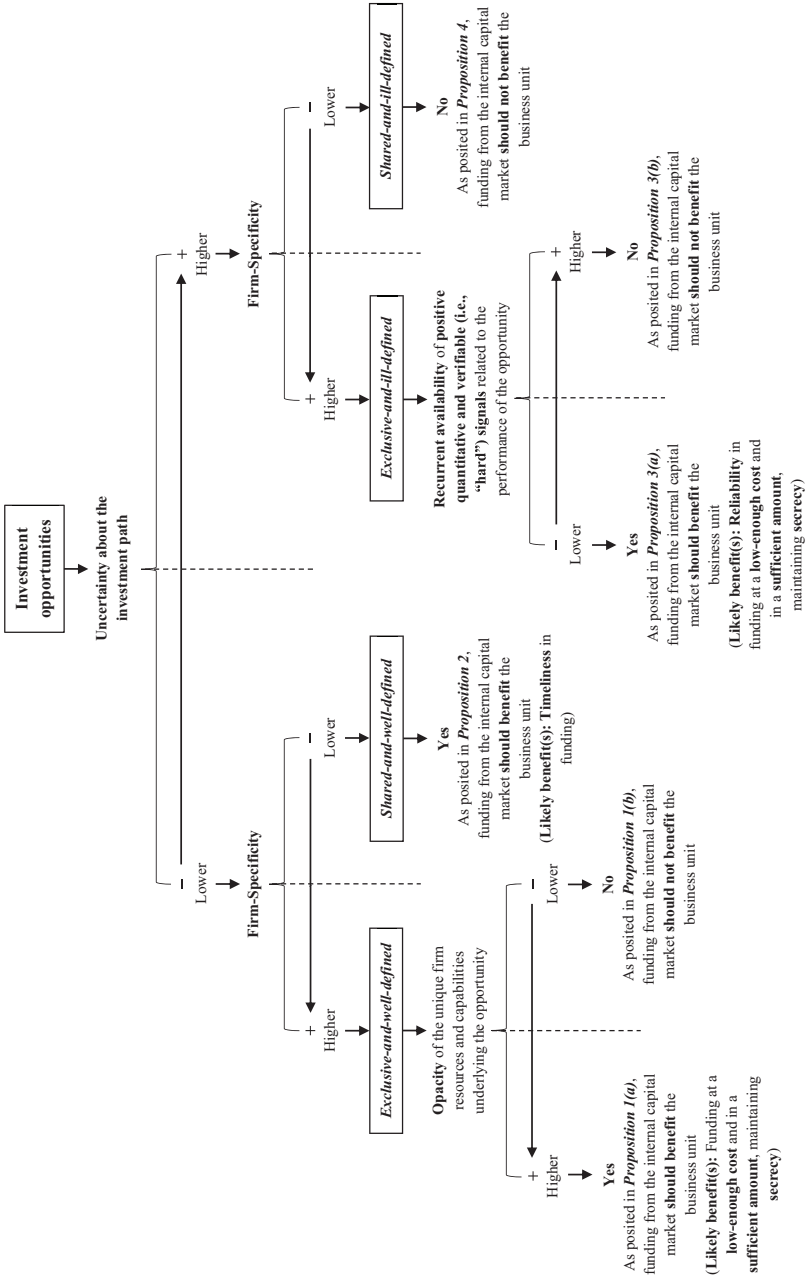 Investment
opportunities
Uncertainty about the
investment path
-
Lower
+
Higher
Firm-Specificity
+
Higher
-
Lower
Exclusive-and-well-defined
Shared-and-well-defined
Opacity of the unique firm
resources and capabilities
underlying the opportunity
Yes
As posited in Proposition 2,
funding from the internal capital
market should benefit the
business unit
(Likely benefit(s): Timeliness in
funding)
+
Higher
-
Lower
Yes
As posited in Proposition 1(a),
funding from the internal capital
market should benefit the
business unit
(Likely benefit(s): Funding at a
low-enough cost and in a
sufficient amount, maintaining
secrecy)
No
As posited in Proposition 1(b),
funding from the internal capital
market should not benefit the
business unit
Firm-Specificity
+
Higher
-
Lower
Exclusive-and-ill-defined
Shared-and-ill-defined
Recurrent availability of positive
quantitative and verifiable (i.e.,
“hard”) signals related to the
performance of the opportunity
No
As posited in Proposition 4,
funding from the internal capital
market should not benefit the
business unit
-
Lower
+
Higher
Yes
As posited in Proposition 3(a),
funding from the internal capital
market should benefit the
business unit
(Likely benefit(s): Reliability in
funding at a low-enough cost and
in a sufficient amount,
maintaining secrecy)
No
As posited in Proposition 3(b),
funding from the internal capital
market should not benefit the
business unit